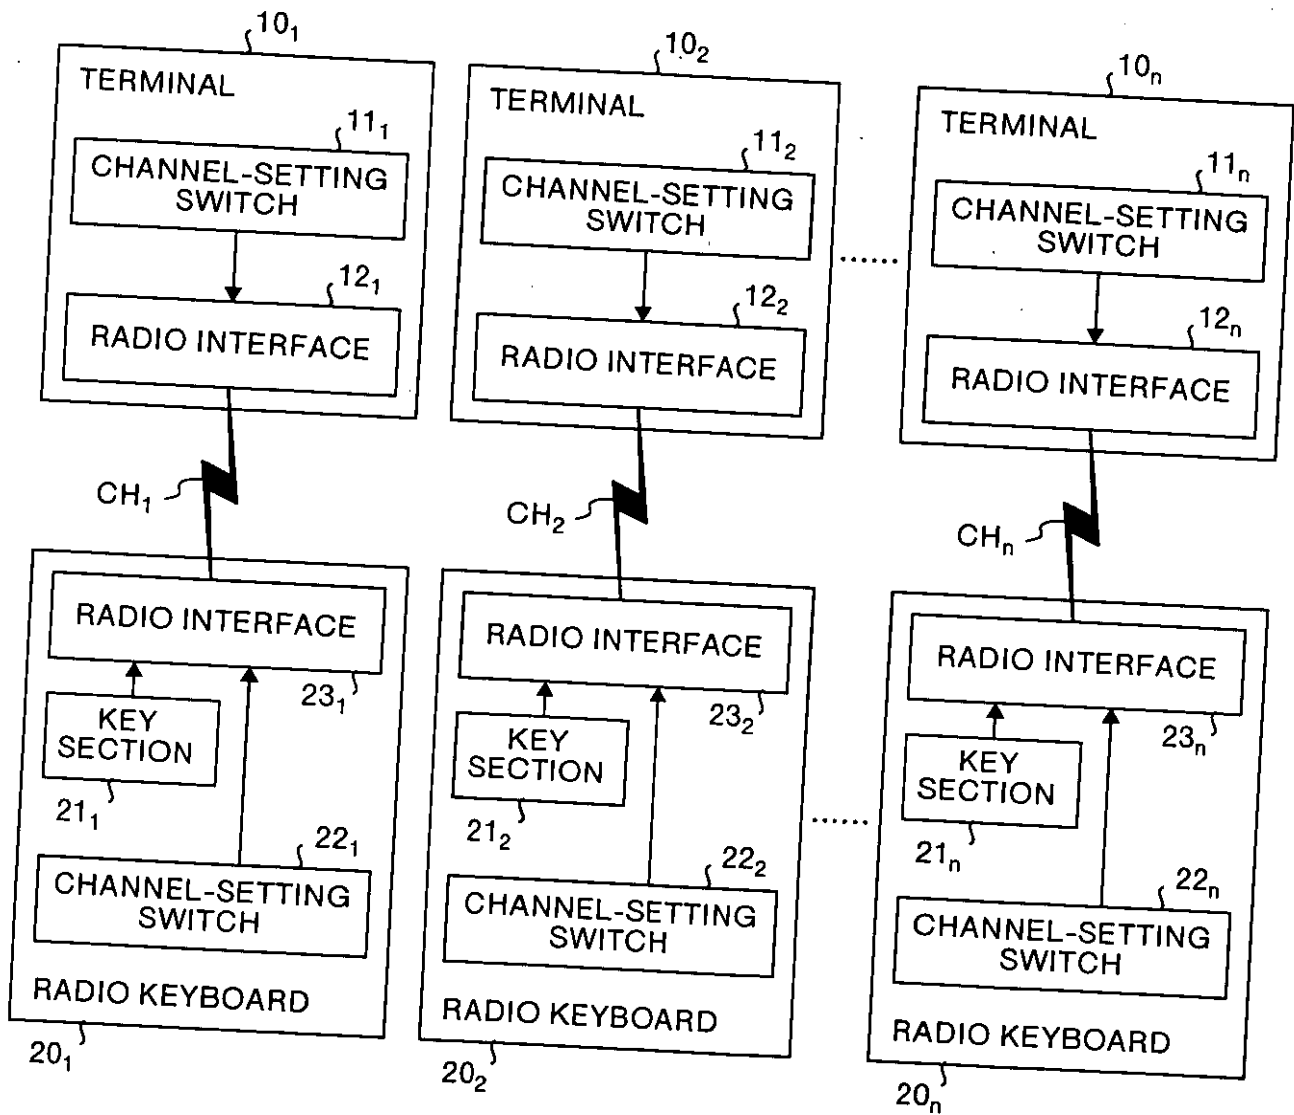 10₁
TERMINAL
11₁
CHANNEL-SETTING
SWITCH
12₁
RADIO INTERFACE
CH₁
RADIO INTERFACE
23₁
KEY
SECTION
21₁
22₁
CHANNEL-SETTING
SWITCH
RADIO KEYBOARD
20₁
10₂
TERMINAL
11₂
CHANNEL-SETTING
SWITCH
12₂
RADIO INTERFACE
CH₂
RADIO INTERFACE
23₂
KEY
SECTION
21₂
22₂
CHANNEL-SETTING
SWITCH
RADIO KEYBOARD
20₂
......
......
10ₙ
TERMINAL
11ₙ
CHANNEL-SETTING
SWITCH
12ₙ
RADIO INTERFACE
CHₙ
RADIO INTERFACE
23ₙ
KEY
SECTION
21ₙ
22ₙ
CHANNEL-SETTING
SWITCH
RADIO KEYBOARD
20ₙ